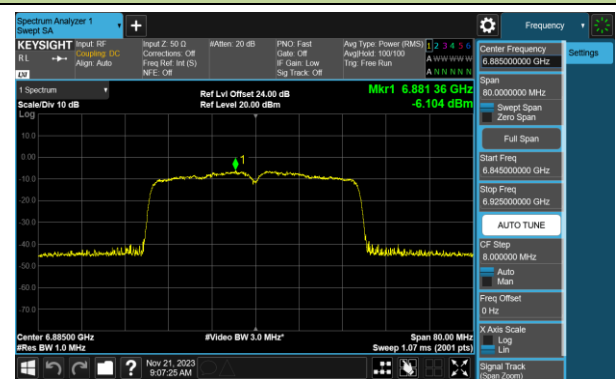 Spectrum Analyzer 1
Swept SA
+
Frequency
KEYSIGHT Input: RF Input Z: 50 Ω #Atten: 20 dB PNO: Fast Avg Type: Power (RMS) 1 2 3 4 5 6
RL Coupling: DC Corrections: Off Gate: Off Avg|Hold: 100/100 A W W W W W
Align: Auto Freq Ref: Int (S) IF Gain: Low Trig: Free Run
NFE: Off Sig Track: Off A N N N N N
LNI
1 Spectrum
Scale/Div 10 dB
Ref Lvl Offset 24.00 dB
Ref Level 20.00 dBm
Mkr1 6.881 36 GHz
-6.104 dBm
Log
10.0
0.00
1
-10.0
-20.0
-30.0
-40.0
-50.0
-60.0
-70.0
Center 6.88500 GHz #Video BW 3.0 MHz* Span 80.00 MHz
#Res BW 1.0 MHz Sweep 1.07 ms (2001 pts)
? Nov 21, 2023
9:07:25 AM
Center Frequency
6.885000000 GHz
Settings
Span
80.0000000 MHz
Swept Span
Zero Span
Full Span
Start Freq
6.845000000 GHz
Stop Freq
6.925000000 GHz
AUTO TUNE
CF Step
8.000000 MHz
Auto
Man
Freq Offset
0 Hz
X Axis Scale
Log
Lin
Signal Track
(Span Zoom)